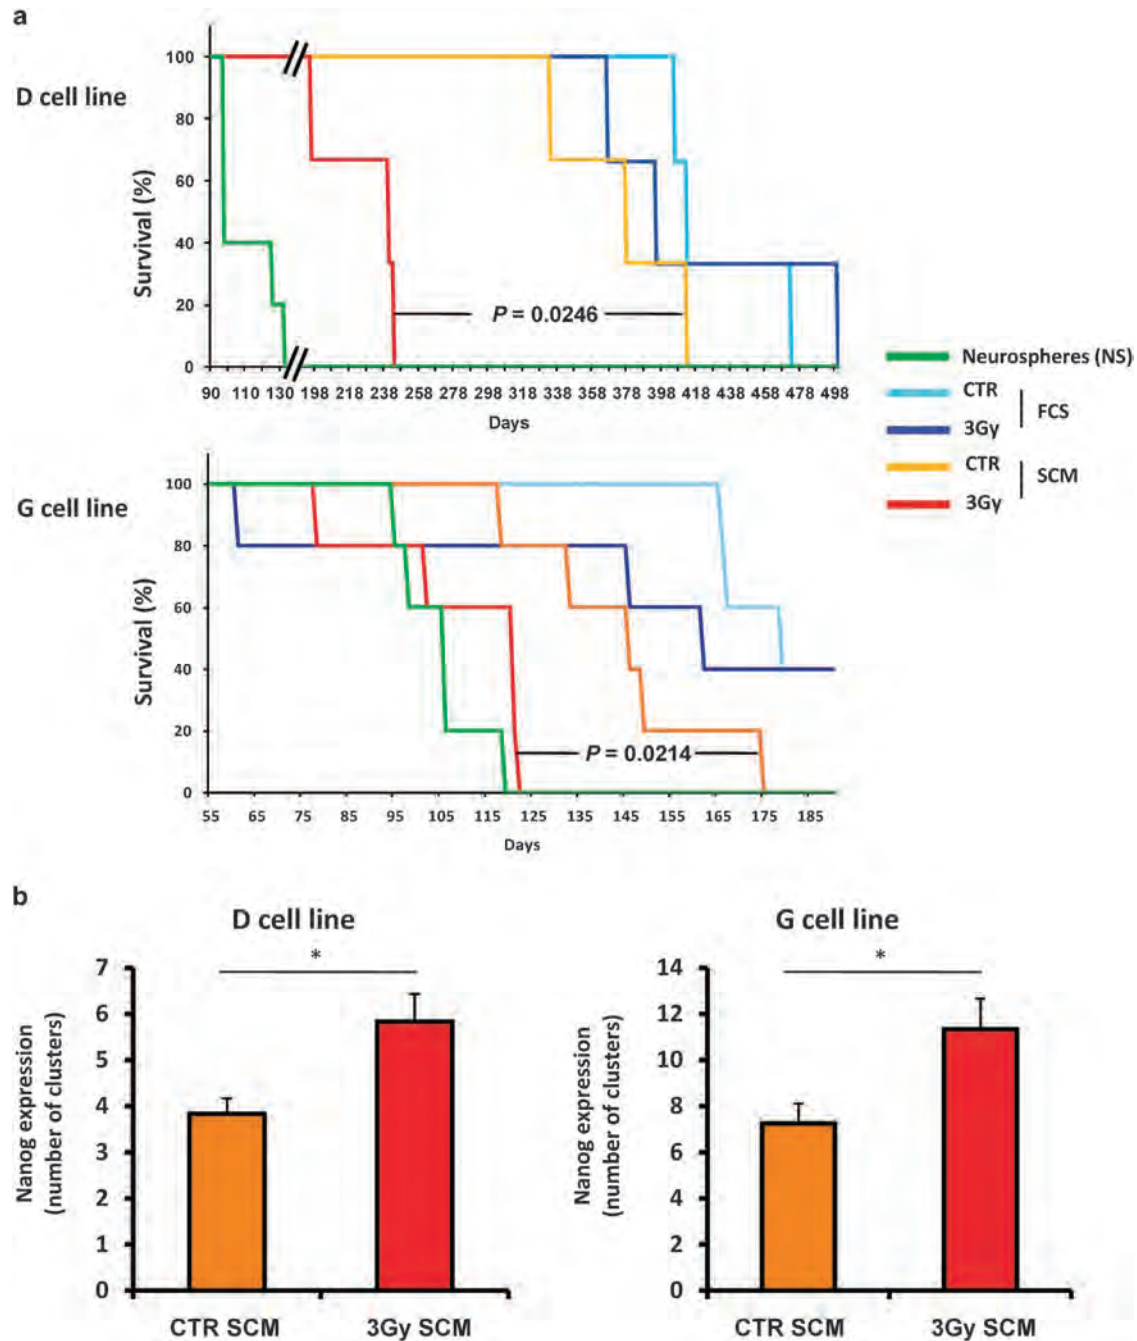 a
D cell line
Survival (%)
100
80
60
40
20
0
90 110 130 198 218 238 258 278 298 318 338 358 378 398 418 438 458 478 498
Days
P = 0.0246
Neurospheres (NS)
CTR
3Gy
FCS
CTR
3Gy
SCM
G cell line
Survival (%)
100
80
60
40
20
0
55 65 75 85 95 105 115 125 135 145 155 165 175 185
Days
P = 0.0214
b
D cell line
Nanog expression
(number of clusters)
7
6
5
4
3
2
1
0
*
CTR SCM 3Gy SCM
G cell line
Nanog expression
(number of clusters)
14
12
10
8
6
4
2
0
*
CTR SCM 3Gy SCM